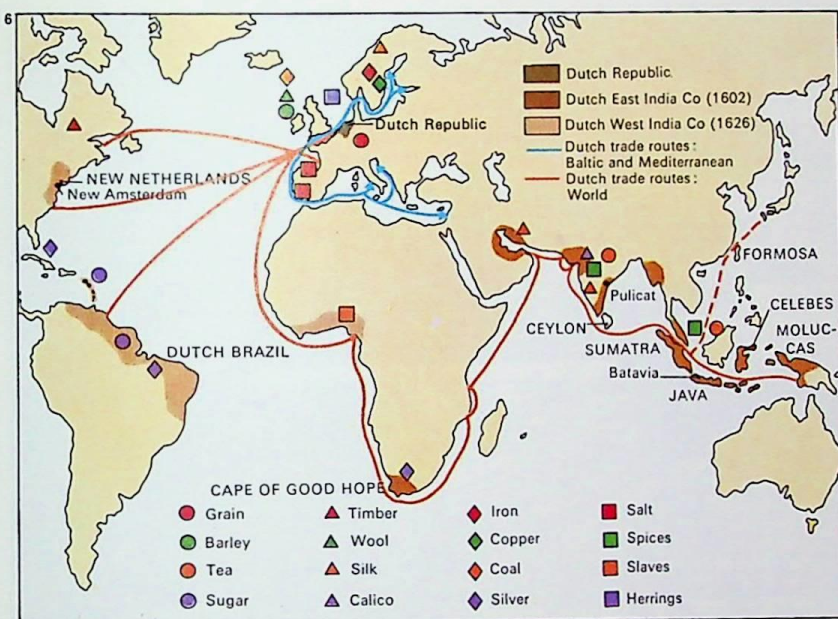 6
Dutch Republic
Dutch East India Co (1602)
Dutch West India Co (1626)
Dutch trade routes:
Baltic and Mediterranean
Dutch trade routes:
World
Dutch Republic
NEW NETHERLANDS
New Amsterdam
FORMOSA
Pulicat
CELEBES
CEYLON
MOLUC-
CAS
SUMATRA
DUTCH BRAZIL
Batavia
JAVA
CAPE OF GOOD HOPE
Grain
Timber
Iron
Salt
Barley
Wool
Copper
Spices
Tea
Silk
Coal
Slaves
Sugar
Calico
Silver
Herrings